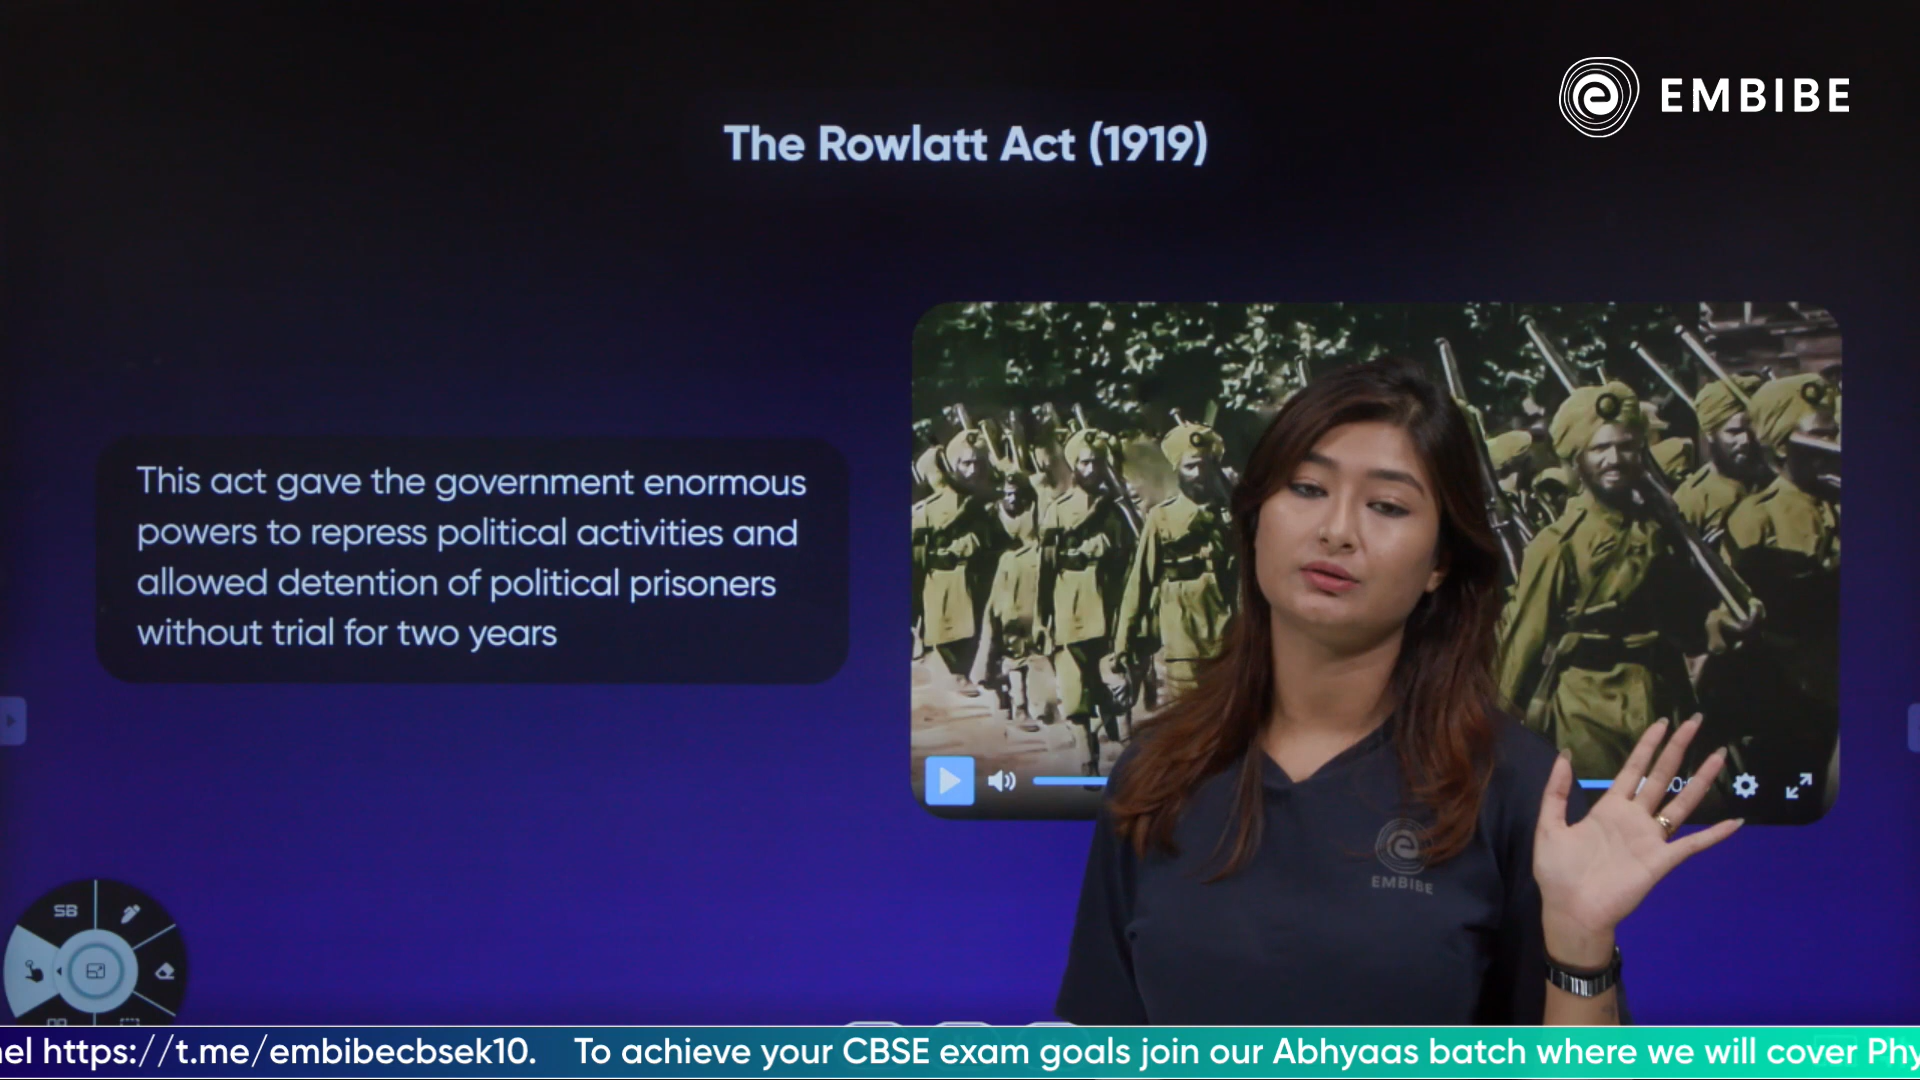 EMBIBE
The Rowlatt Act (1919)
This act gave the government enormous
powers to repress political activities and
allowed detention of political prisoners
without trial for two years
EMBIBE
SB
https://t.me/embibecbsek10. To achieve your CBSE exam goals join our Abhyaas batch where we will cover